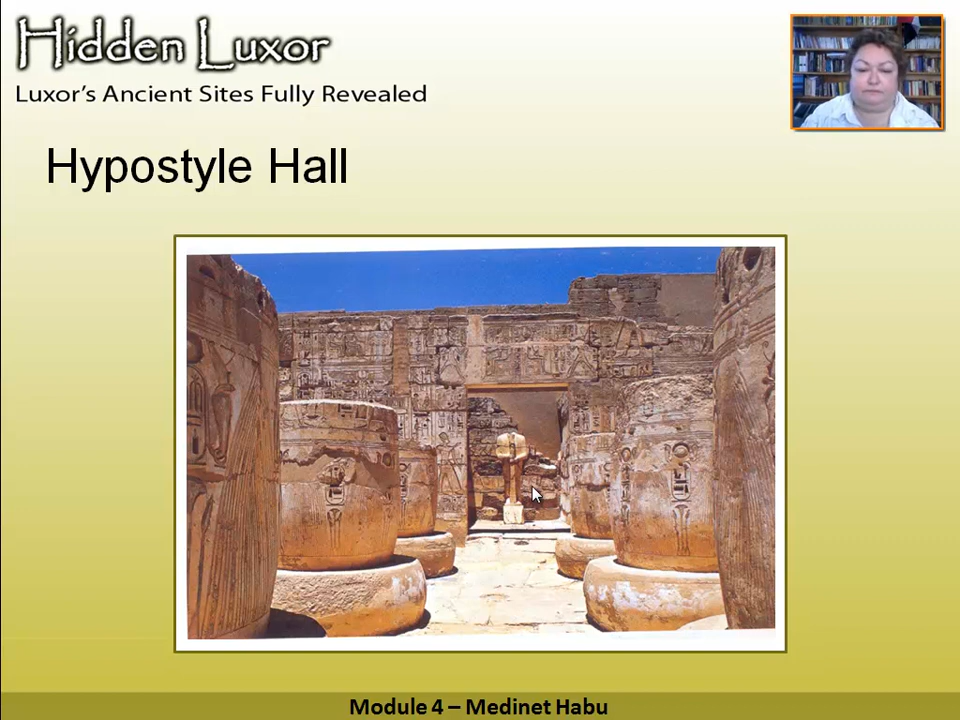 Hidden Luxor
Luxor's Ancient Sites Fully Revealed
Hypostyle Hall
Module 4 – Medinet Habu